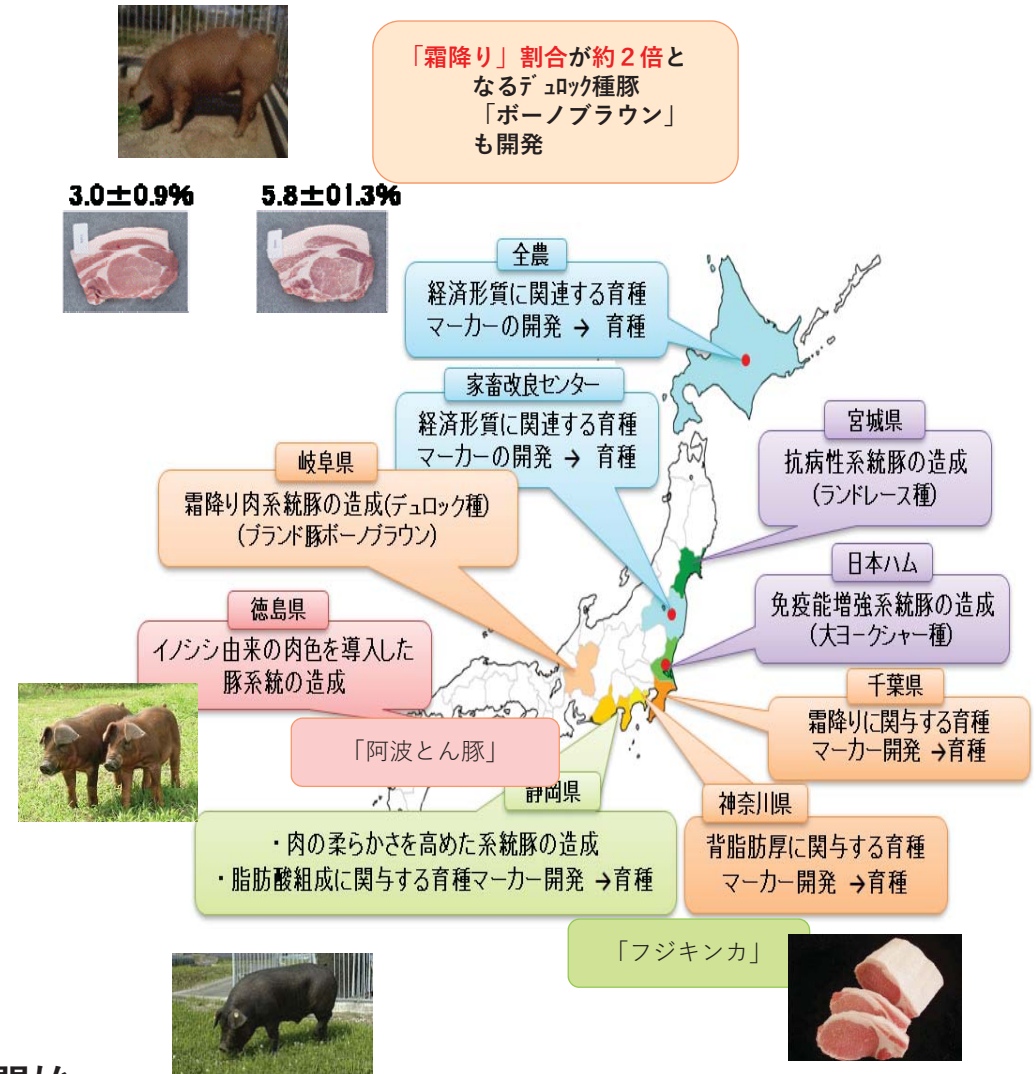 「霜降り」割合が約２倍と
なるﾃﾞｭﾛｯｸ種豚
「ボーノブラウン」
も開発
3.0±0.9%
5.8±01.3%
全農
経済形質に関連する育種
マーカーの開発 → 育種
家畜改良センター
経済形質に関連する育種
マーカーの開発 → 育種
宮城県
抗病性系統豚の造成
(ランドレース種)
岐阜県
霜降り肉系統豚の造成(デュロック種)
(ブランド豚ボーノブラウン)
日本ハム
免疫能増強系統豚の造成
(大ヨークシャー種)
徳島県
イノシシ由来の肉色を導入した
豚系統の造成
「阿波とん豚」
千葉県
霜降りに関与する育種
マーカー開発 →育種
静岡県
・肉の柔らかさを高めた系統豚の造成
・脂肪酸組成に関与する育種マーカー開発 →育種
神奈川県
背脂肪厚に関与する育種
マーカー開発 →育種
「フジキンカ」